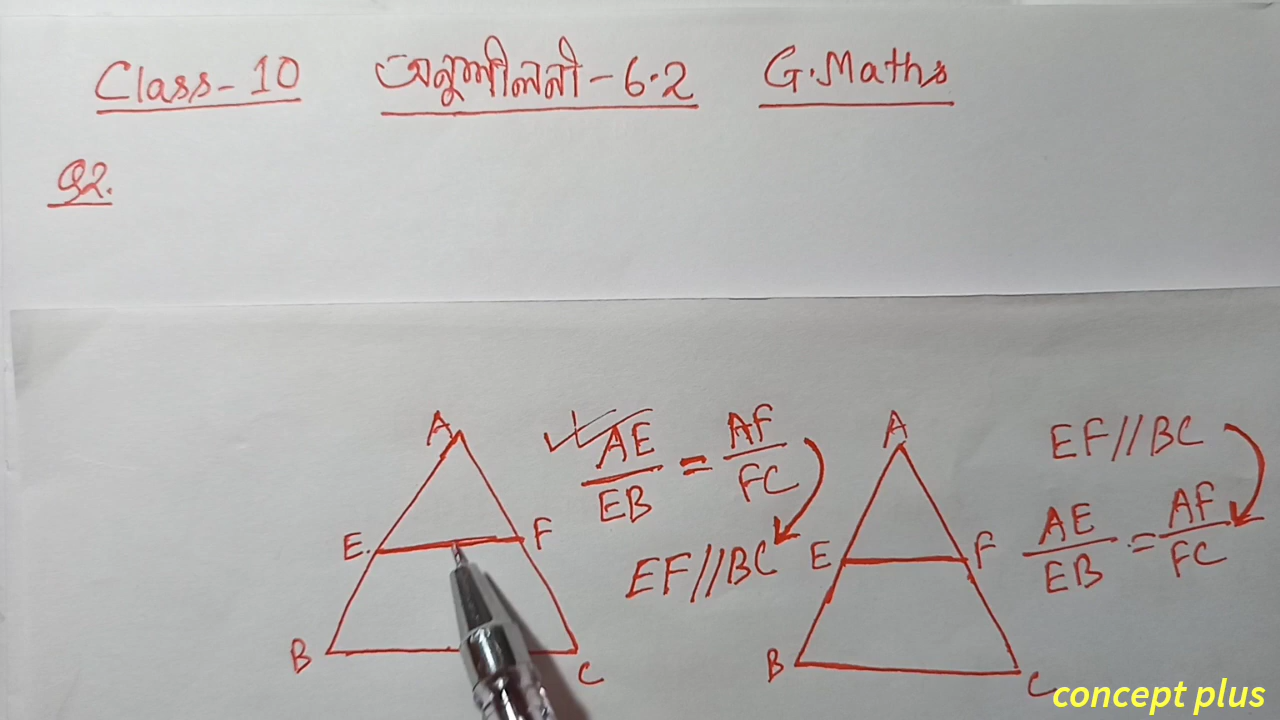 Class-10 অনুশীলনী-6.2 G.Maths
Q2.
A
E
F
B
C
AE/EB = AF/FC
EF//BC
A
E
F
B
C
EF//BC
AE/EB = AF/FC
concept plus